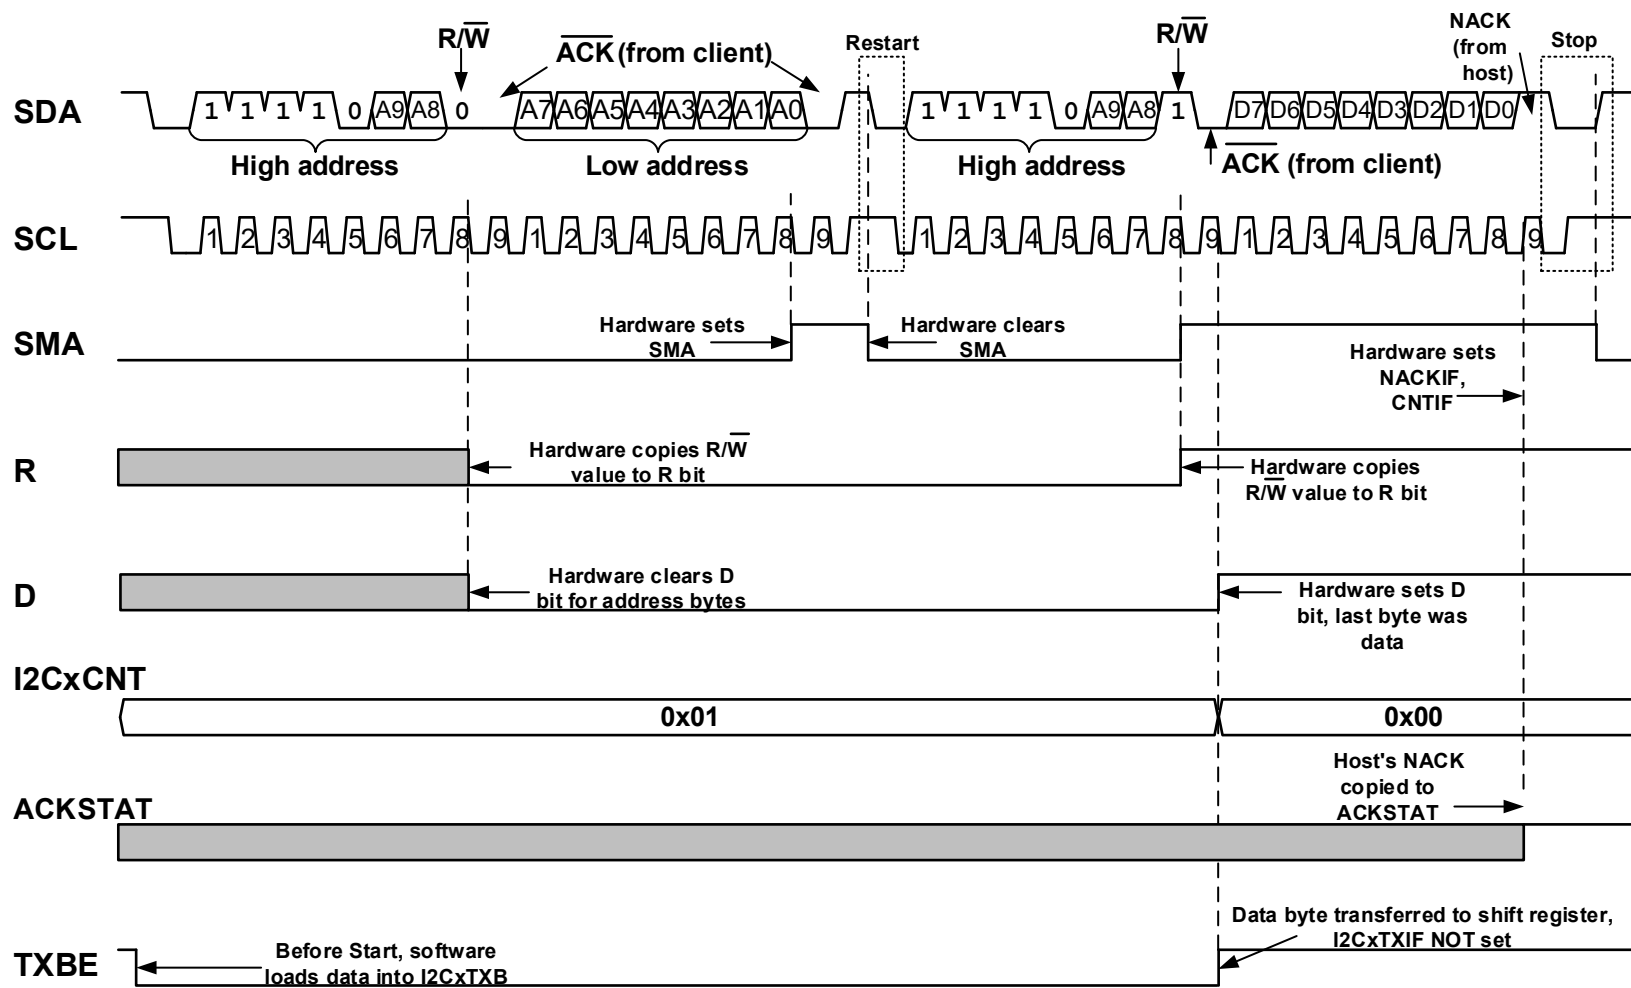 R/W
ACK (from client)
Restart
R/W
NACK
(from
host)
Stop
SDA
1 1 1 1 0 A9 A8 0 A7 A6 A5 A4 A3 A2 A1 A0 1 1 1 1 0 A9 A8 1 D7 D6 D5 D4 D3 D2 D1 D0
High address
Low address
High address
ACK (from client)
SCL
1 2 3 4 5 6 7 8 9 1 2 3 4 5 6 7 8 9 1 2 3 4 5 6 7 8 9 1 2 3 4 5 6 7 8 9
SMA
Hardware sets
SMA
Hardware clears
SMA
Hardware sets
NACKIF,
CNTIF
R
Hardware copies R/W
value to R bit
Hardware copies
R/W value to R bit
D
Hardware clears D
bit for address bytes
Hardware sets D
bit, last byte was
data
I2CxCNT
0x01
0x00
ACKSTAT
Host's NACK
copied to
ACKSTAT
TXBE
Before Start, software
loads data into I2CxTXB
Data byte transferred to shift register,
I2CxTXIF NOT set